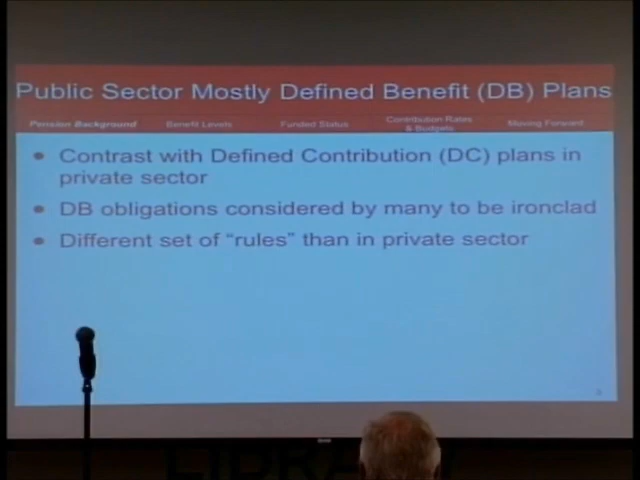 Public Sector Mostly Defined Benefit (DB) Plans
Pension Background Benefit Levels Funded Status Contribution Rates & Budgets Moving Forward
• Contrast with Defined Contribution (DC) plans in
private sector
• DB obligations considered by many to be ironclad
• Different set of “rules” than in private sector
LIBRA